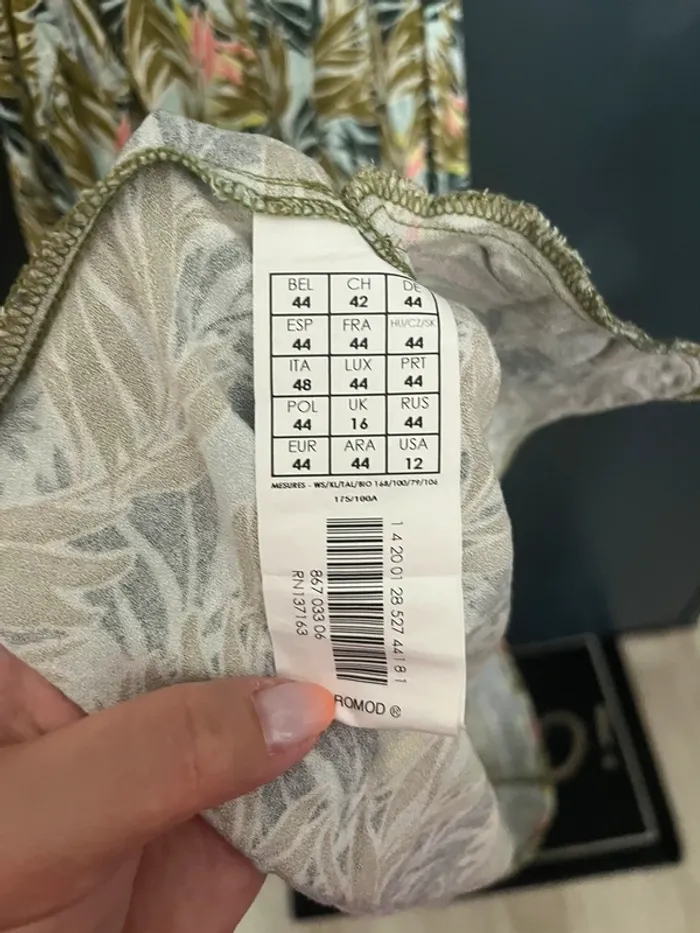 BEL CH DE
44 42 44
ESP FRA HU/CZ/SK
44 44 44
ITA LUX PRT
48 44 44
POL UK RUS
44 16 44
EUR ARA USA
44 44 12
MESURES - WS/XL/TAL/BIO 168/100/79/106
175/100A
1 4 20 01 28 527 441 8 1
867 033 06
RN137163
ROMOD ®